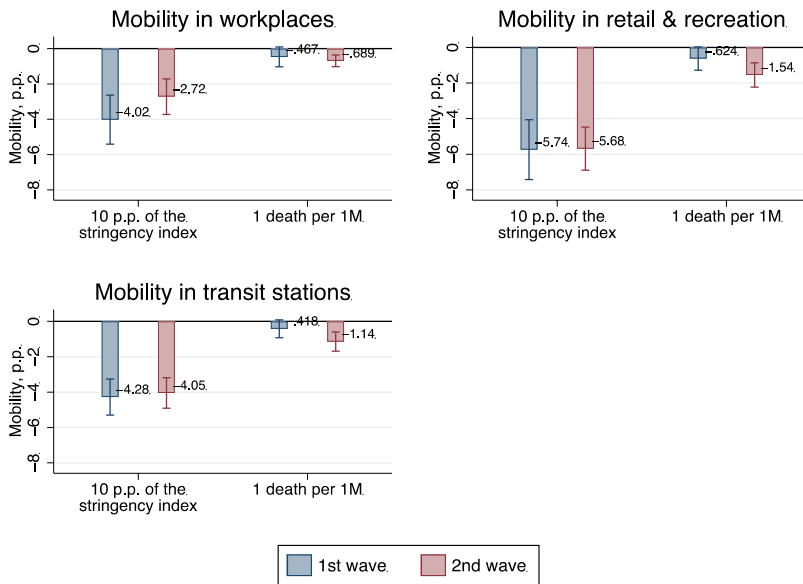 Mobility in workplaces
0.
−2.
−4.
−6.
−8.
Mobility, p.p.
−4.02.
−2.72.
−.467.
−.689.
10 p.p. of the.
stringency index
1 death per 1M.
Mobility in retail & recreation
0.
−2.
−4.
−6.
−8.
Mobility, p.p.
−5.74.
−5.68.
−.624.
−1.54.
10 p.p. of the.
stringency index
1 death per 1M.
Mobility in transit stations.
0.
−2.
−4.
−6.
−8.
Mobility, p.p.
−4.28.
−4.05.
−.418.
−1.14.
10 p.p. of the.
stringency index
1 death per 1M.
1st wave.
2nd wave.